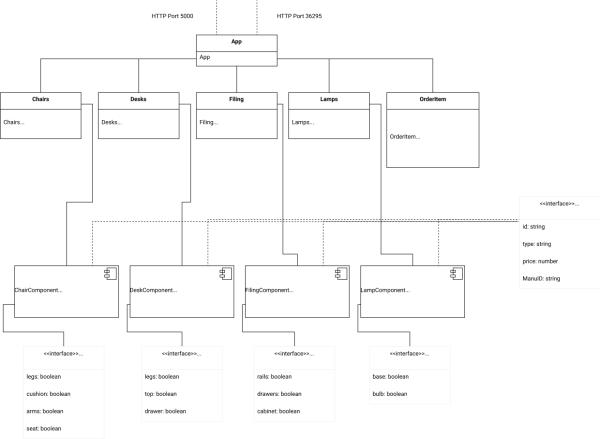 HTTP Port 5000
HTTP Port 36295
App
App
Chairs
Chairs...
Desks
Desks...
Filing
Filing...
Lamps
Lamps...
OrderItem
OrderItem...
<<interface>>...
id: string
type: string
price: number
ManuID: string
ChairComponent...
DeskComponent...
FilingComponent...
LampComponent...
<<interface>>...
legs: boolean
cushion: boolean
arms: boolean
seat: boolean
<<interface>>...
legs: boolean
top: boolean
drawer: boolean
<<interface>>...
rails: boolean
drawers: boolean
cabinet: boolean
<<interface>>...
base: boolean
bulb: boolean